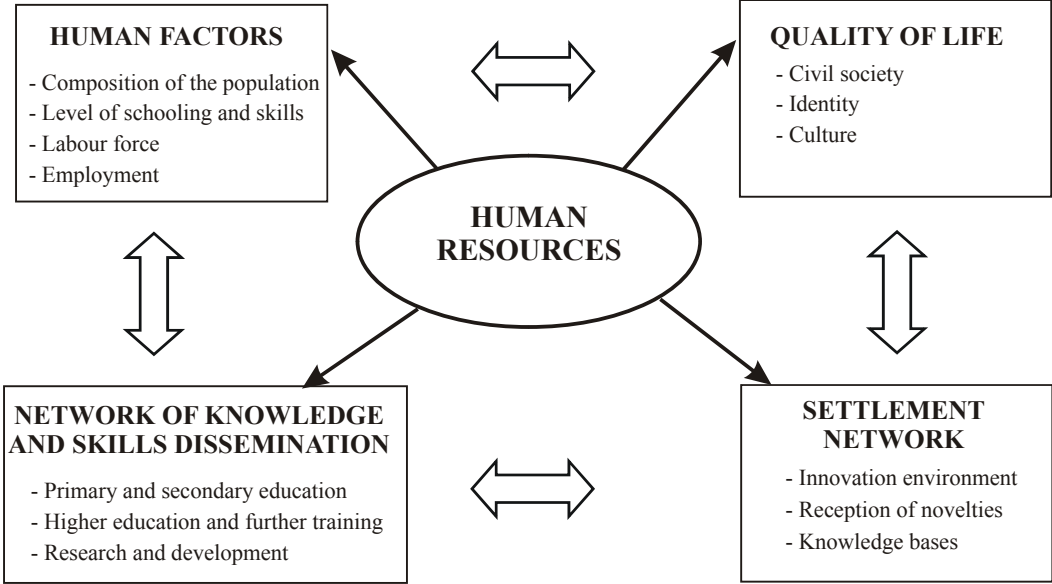 HUMAN FACTORS
- Composition of the population
- Level of schooling and skills
- Labour force
- Employment
QUALITY OF LIFE
- Civil society
- Identity
- Culture
HUMAN
RESOURCES
NETWORK OF KNOWLEDGE
AND SKILLS DISSEMINATION
- Primary and secondary education
- Higher education and further training
- Research and development
SETTLEMENT
NETWORK
- Innovation environment
- Reception of novelties
- Knowledge bases